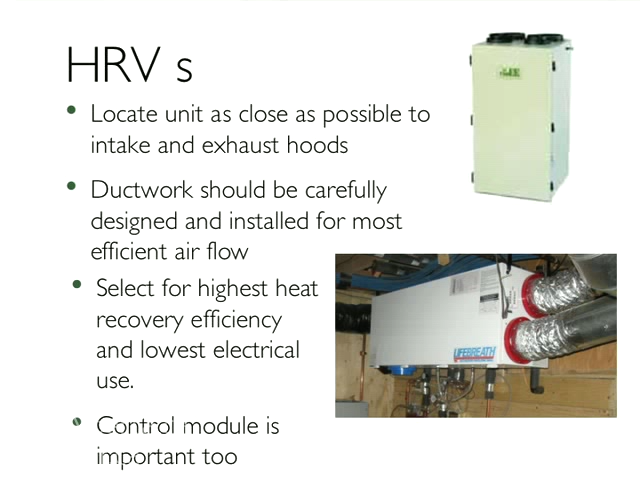 HRV s
• Locate unit as close as possible to
intake and exhaust hoods
• Ductwork should be carefully
designed and installed for most
efficient air flow
• Select for highest heat
recovery efficiency
and lowest electrical
use.
LIFEBREATH
• Control module is
important too